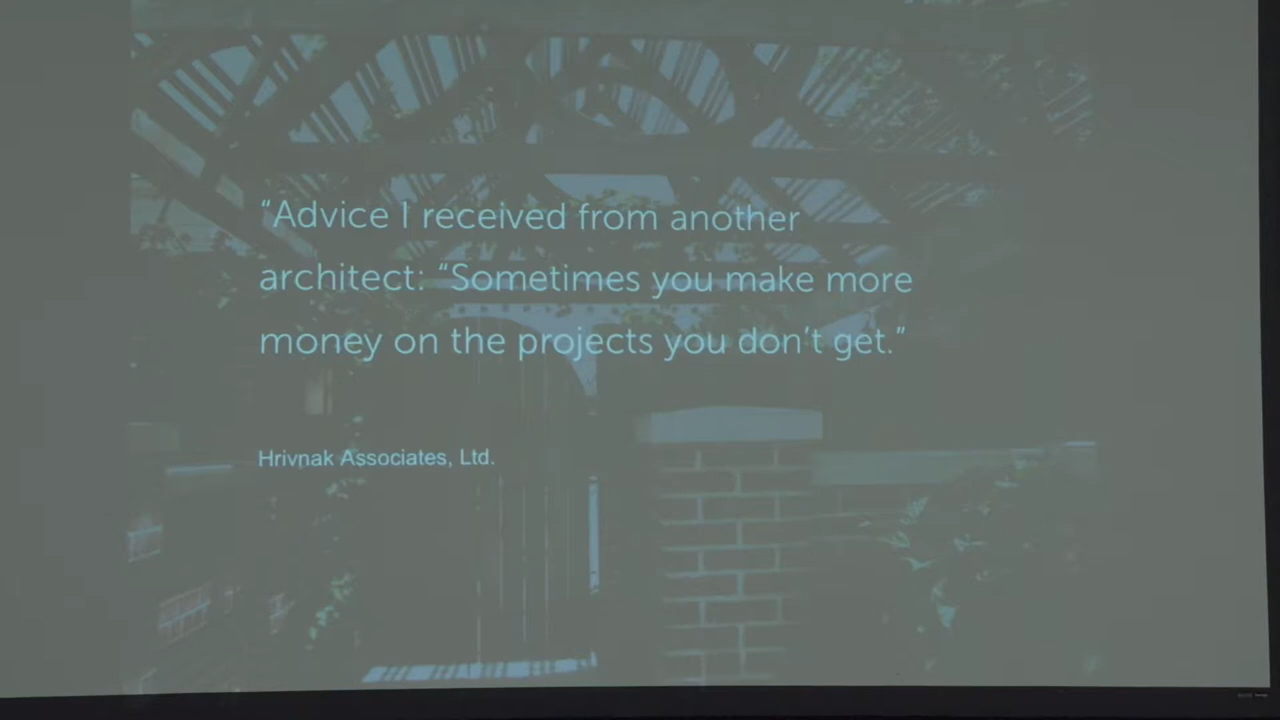 “Advice I received from another
architect: “Sometimes you make more
money on the projects you don’t get.”
Hrivnak Associates, Ltd.